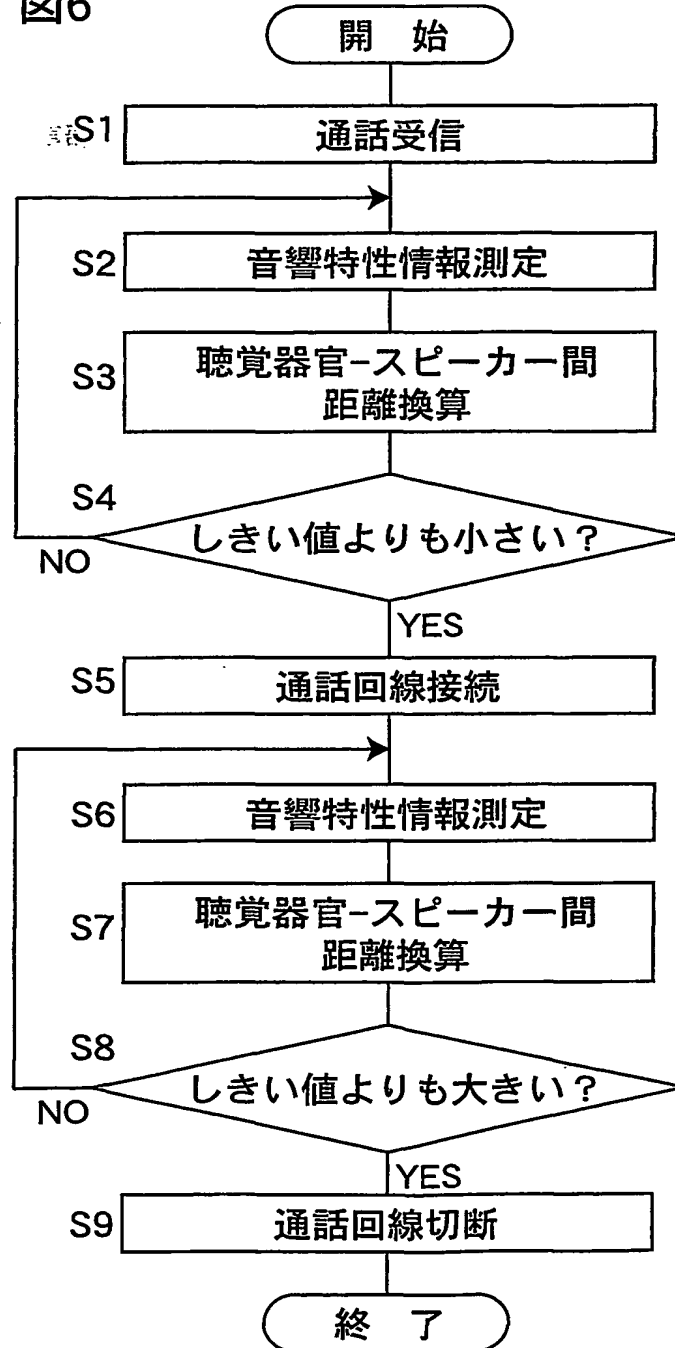 図6
開 始
S1
通話受信
S2
音響特性情報測定
S3
聴覚器官-スピーカー間
距離換算
S4
しきい値よりも小さい?
NO
YES
S5
通話回線接続
S6
音響特性情報測定
S7
聴覚器官-スピーカー間
距離換算
S8
しきい値よりも大きい?
NO
YES
S9
通話回線切断
終 了